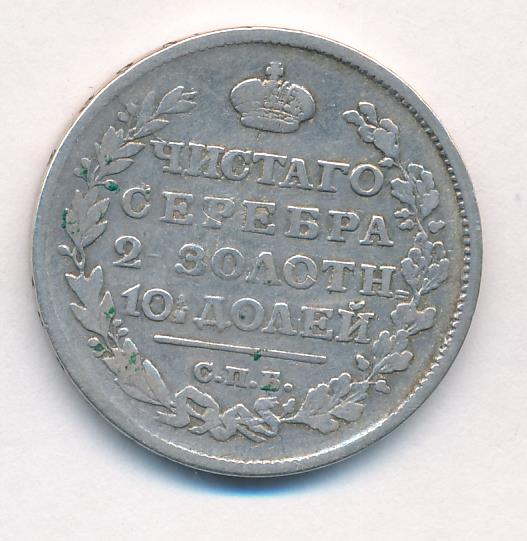 ЧИСТАГО
СЕРЕБРА
2 ЗОЛОТН.
10½ ДОЛЕЙ
С.П.Б.